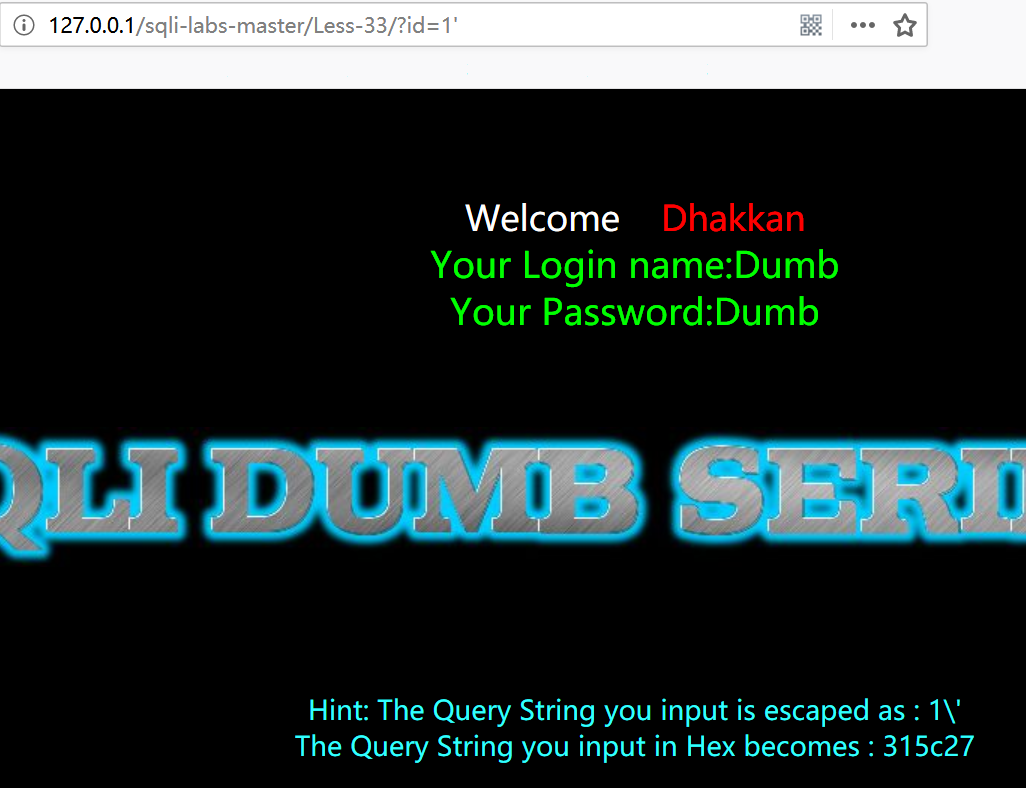 127.0.0.1/sqli-labs-master/Less-33/?id=1'
Welcome Dhakkan
Your Login name:Dumb
Your Password:Dumb
QLI DUMB SERI
Hint: The Query String you input is escaped as : 1\'
The Query String you input in Hex becomes : 315c27